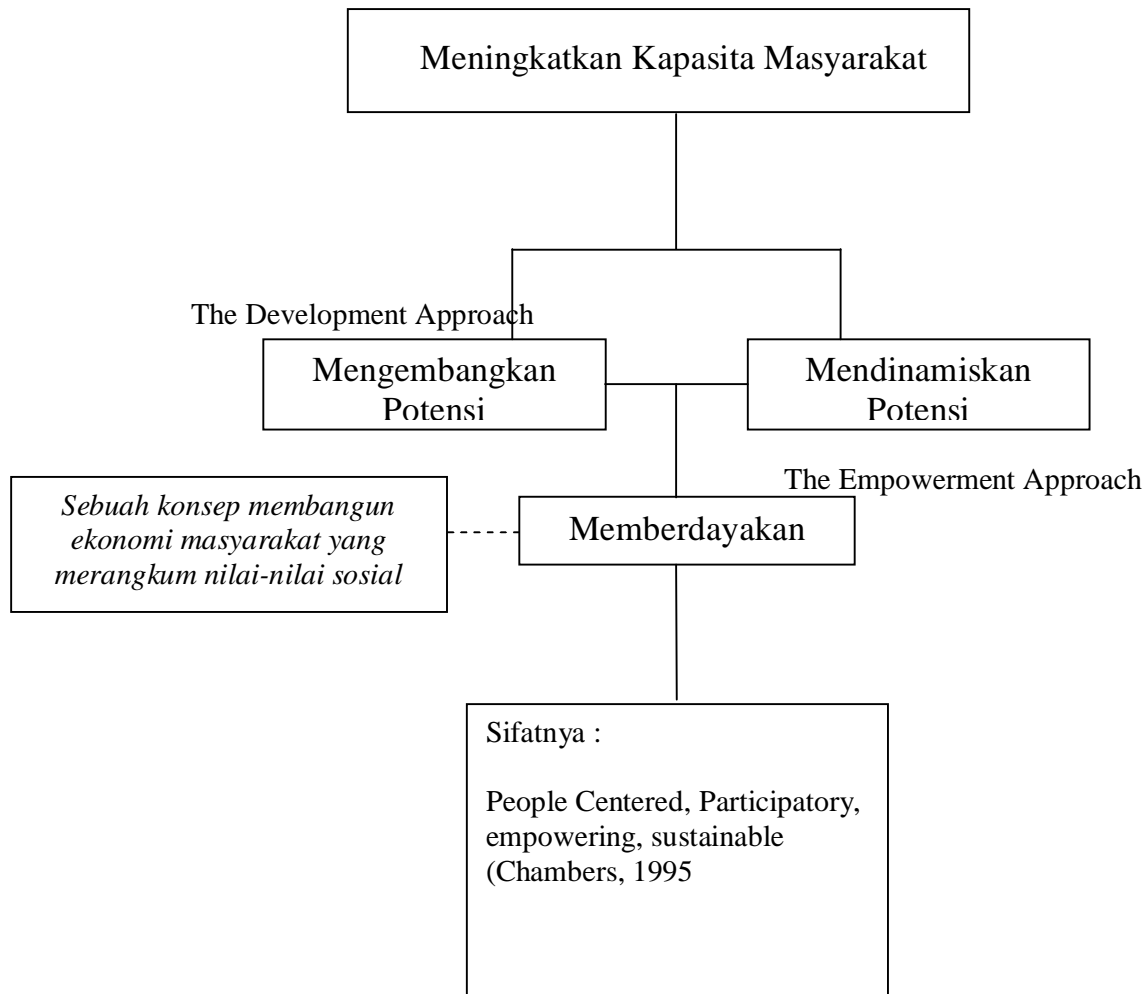 Meningkatkan Kapasita Masyarakat
The Development Approach
Mengembangkan
Potensi
Mendinamiskan
Potensi
The Empowerment Approach
Sebuah konsep membangun
ekonomi masyarakat yang
merangkum nilai-nilai sosial
Memberdayakan
Sifatnya :
People Centered, Participatory,
empowering, sustainable
(Chambers, 1995